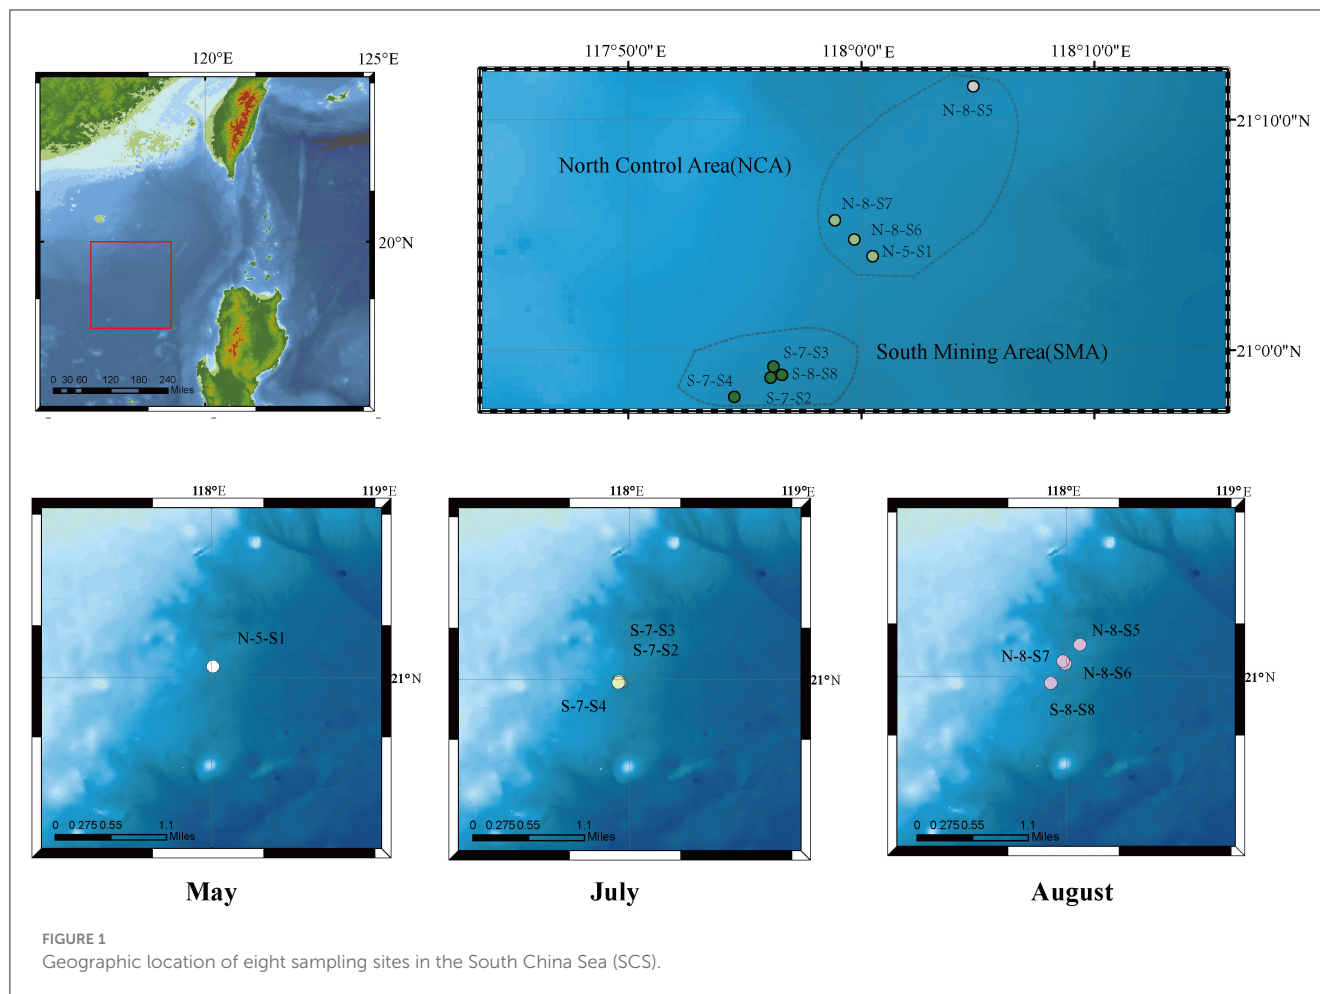 120°E
125°E
20°N
0 30 60 120 180 240
Miles
117°50'0"E
118°0'0"E
118°10'0"E
21°10'0"N
21°0'0"N
N-8-S5
North Control Area(NCA)
N-8-S7
N-8-S6
N-5-S1
South Mining Area(SMA)
S-7-S3
S-8-S8
S-7-S4
S-7-S2
118°E
119°E
N-5-S1
21°N
0 0.275 0.55 1.1
Miles
May
118°E
119°E
S-7-S3
S-7-S2
21°N
S-7-S4
0 0.275 0.55 1.1
Miles
July
118°E
119°E
N-8-S5
N-8-S7
N-8-S6
21°N
S-8-S8
0 0.275 0.55 1.1
Miles
August
FIGURE 1
Geographic location of eight sampling sites in the South China Sea (SCS).